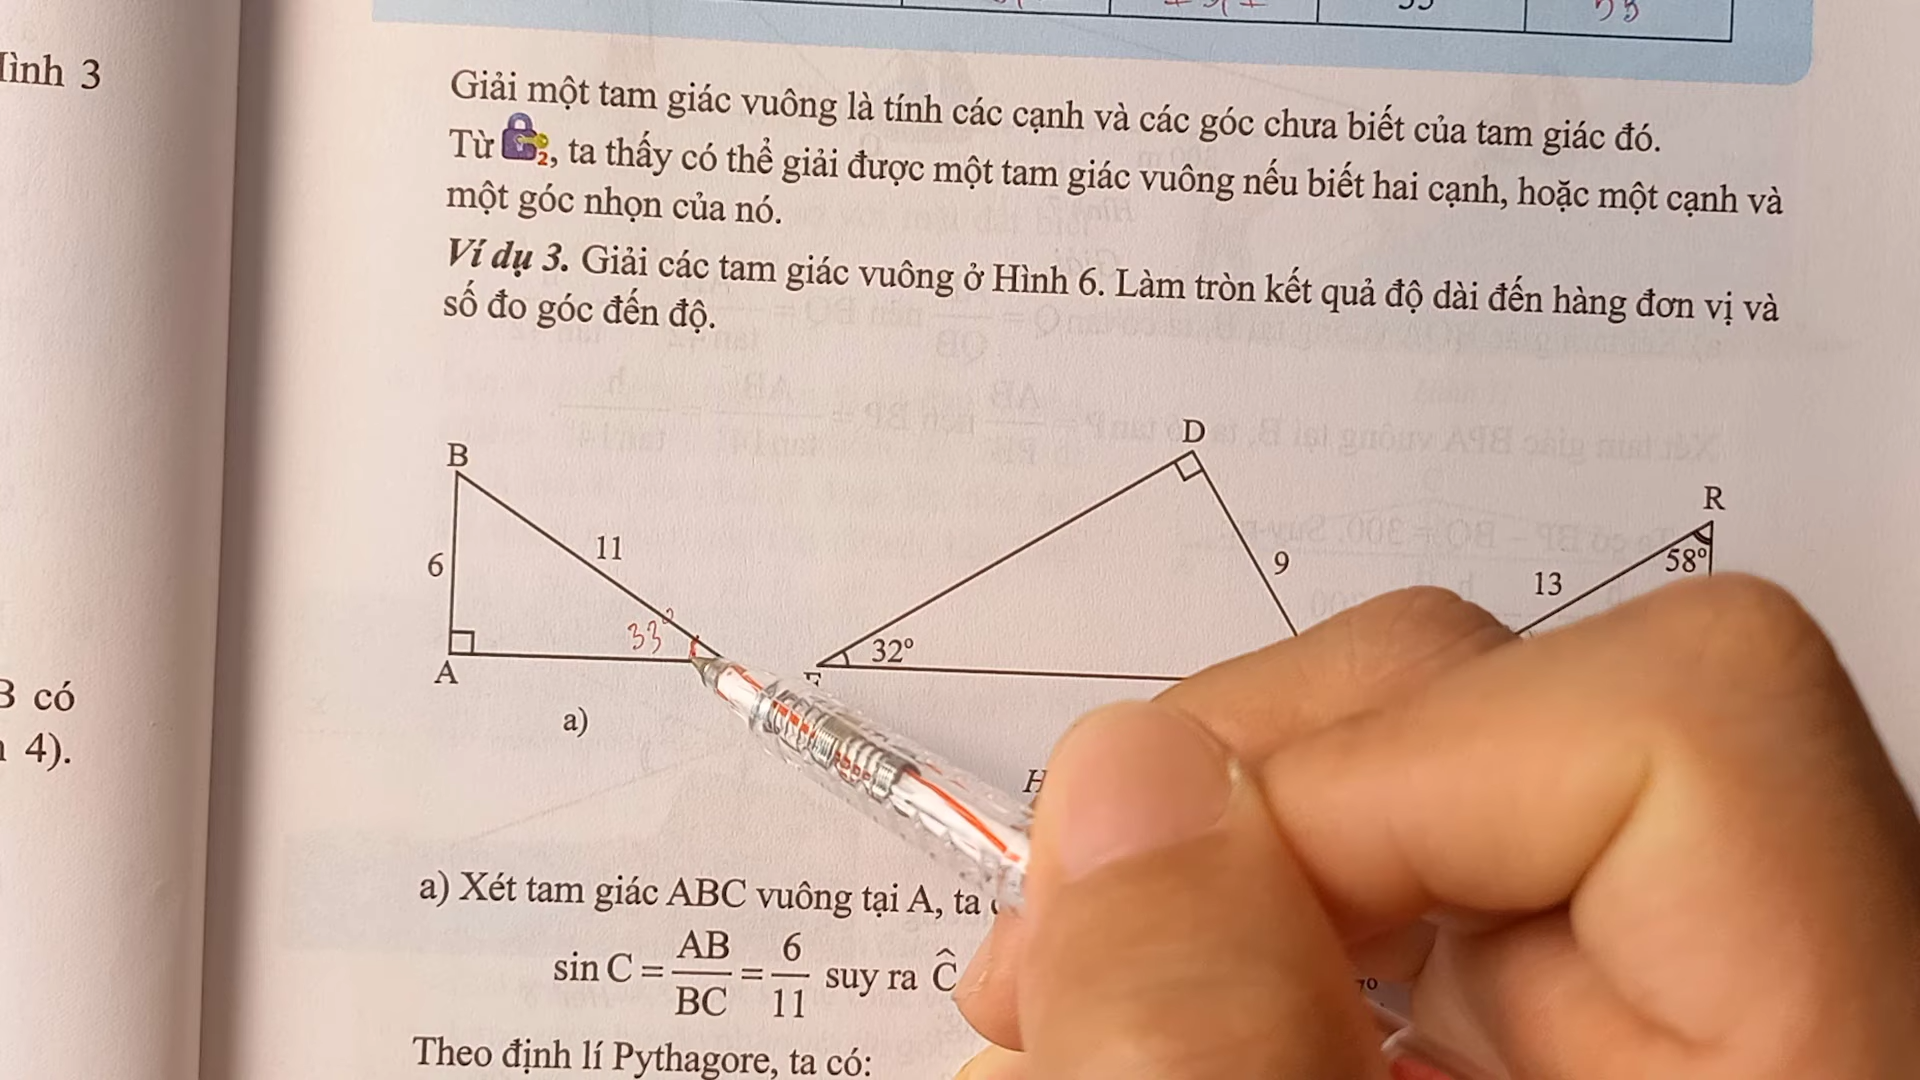 Hình 3
Giải một tam giác vuông là tính các cạnh và các góc chưa biết của tam giác đó.
Từ 2, ta thấy có thể giải được một tam giác vuông nếu biết hai cạnh, hoặc một cạnh và
một góc nhọn của nó.
Ví dụ 3. Giải các tam giác vuông ở Hình 6. Làm tròn kết quả độ dài đến hàng đơn vị và
số đo góc đến độ.
D
B
R
11
6
9
58°
13
33°
32°
A
B có
a)
4).
H
a) Xét tam giác ABC vuông tại A, ta
sin C = AB/BC = 6/11 suy ra Ĉ
Theo định lí Pythagore, ta có: